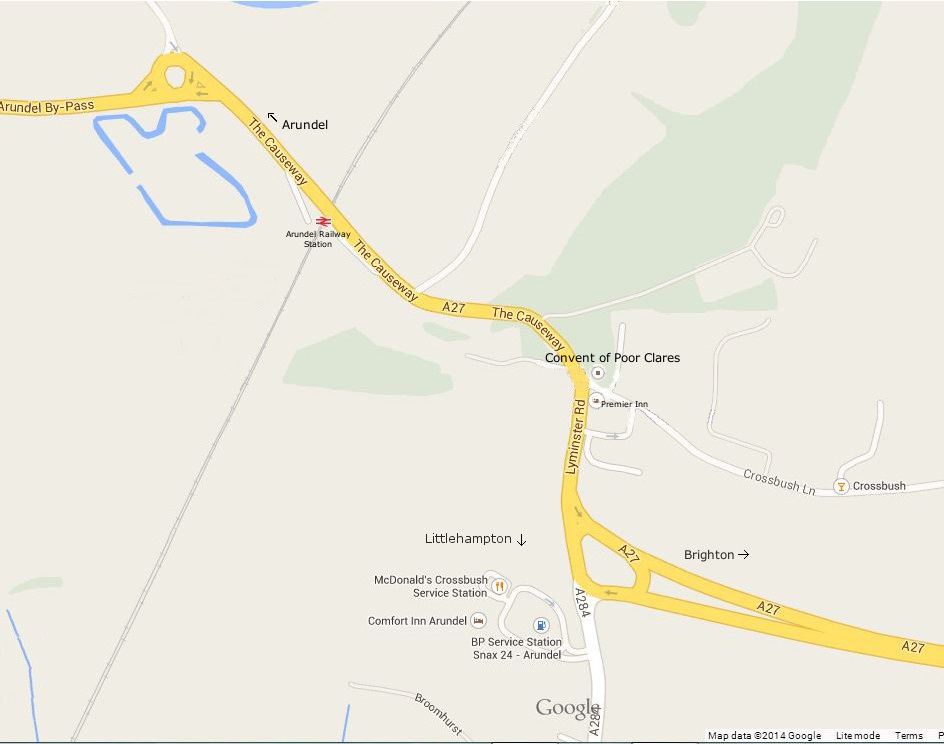 Arundel By-Pass
The Causeway
Arundel
Arundel Railway
Station
The Causeway
A27
The Causeway
Convent of Poor Clares
Premier Inn
Lyminster Rd
Crossbush Ln
Crossbush
Littlehampton
Brighton
A27
McDonald's Crossbush
Service Station
A284
A27
Comfort Inn Arundel
BP Service Station
Snax 24 - Arundel
A27
Broomhurst
Google
A284
Map data ©2014 Google
Lite mode
Terms
P